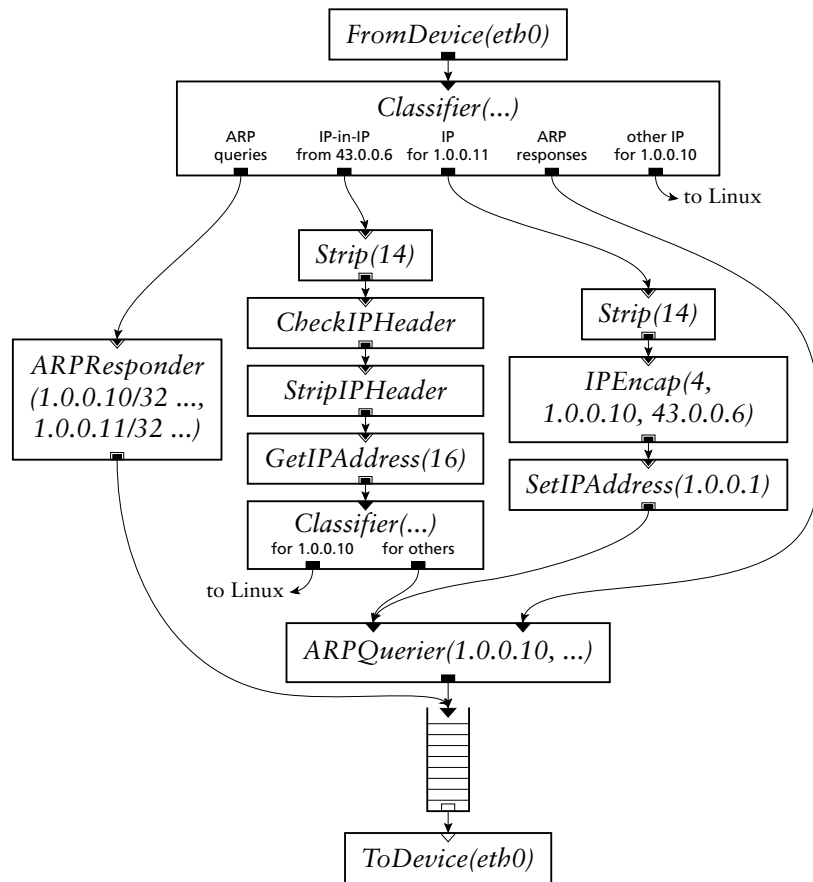 FromDevice(eth0)
Classifier(...)
ARP
queries
IP-in-IP
from 43.0.0.6
IP
for 1.0.0.11
ARP
responses
other IP
for 1.0.0.10
to Linux
Strip(14)
CheckIPHeader
StripIPHeader
GetIPAddress(16)
Classifier(...)
for 1.0.0.10
for others
to Linux
Strip(14)
IPEncap(4,
1.0.0.10, 43.0.0.6)
SetIPAddress(1.0.0.1)
ARPResponder
(1.0.0.10/32 ...,
1.0.0.11/32 ...)
ARPQuerier(1.0.0.10, ...)
ToDevice(eth0)